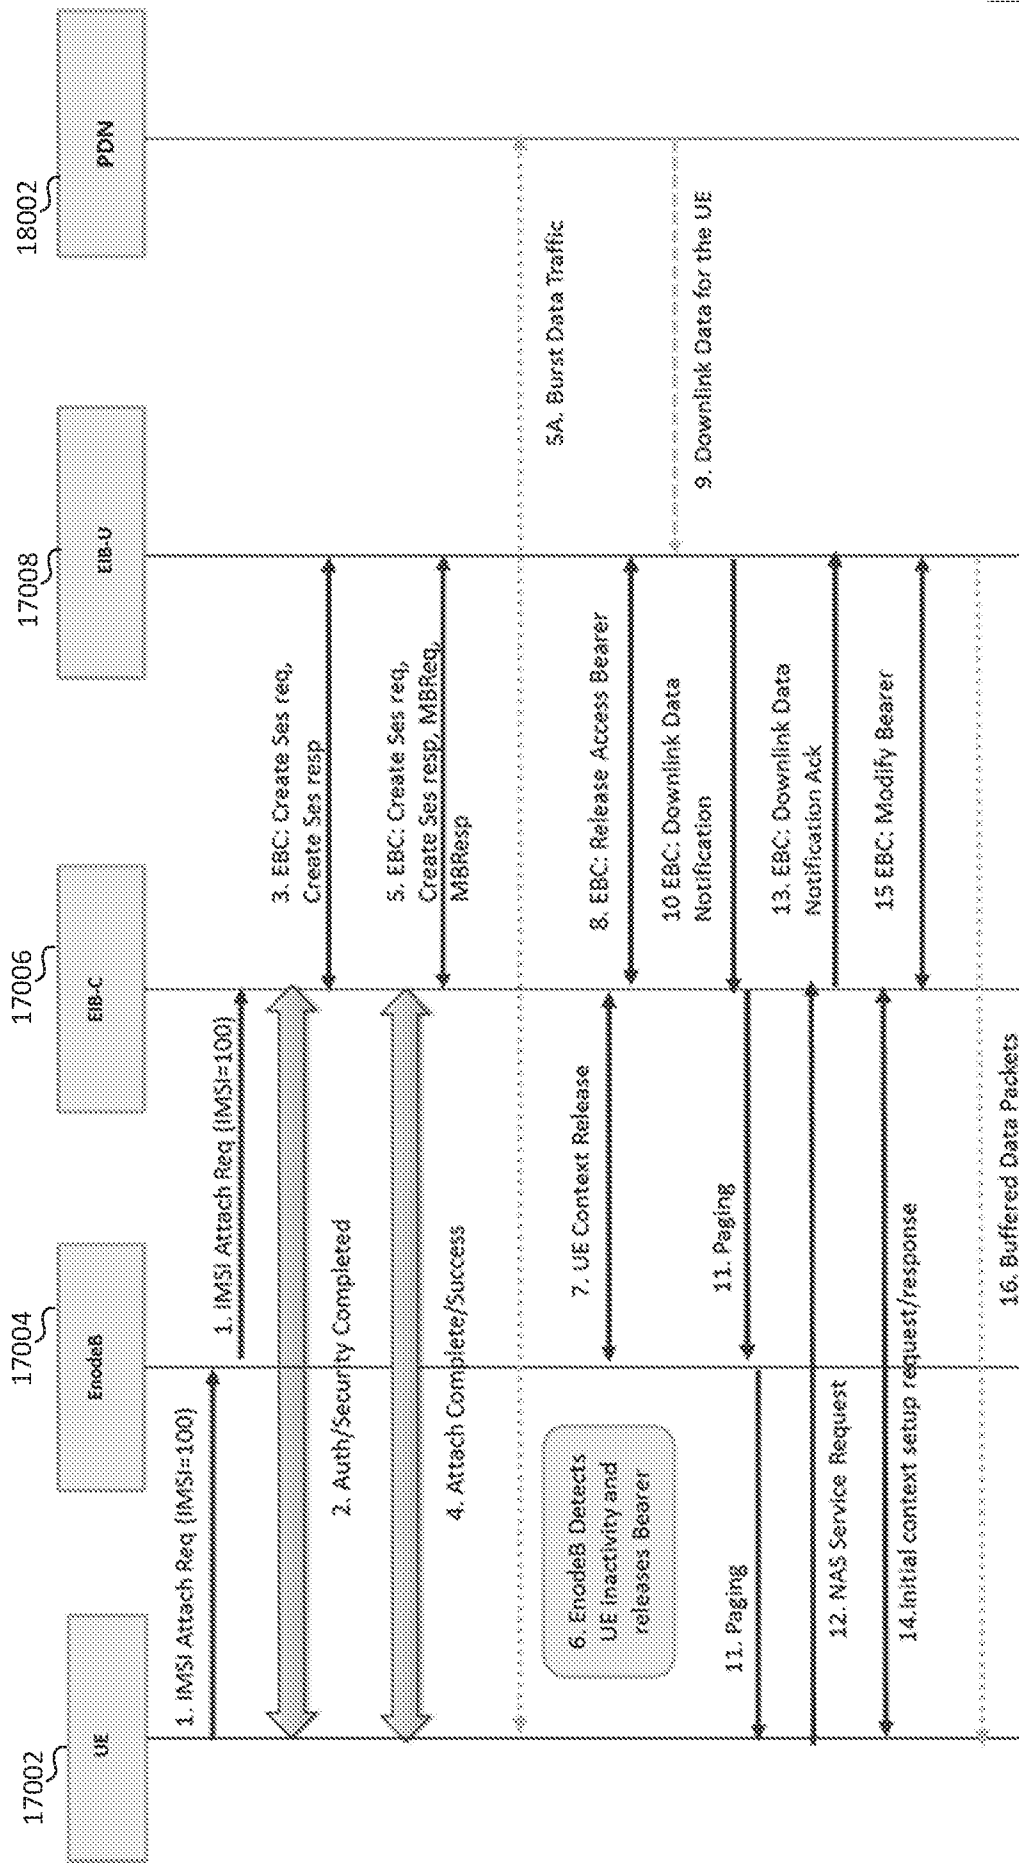 17002
UE
17004
EnodeB
17006
EIB-C
17008
EIB-U
18002
PDN
1. IMSI Attach Req {IMSI=100}
1. IMSI Attach Req {IMSI=100}
2. Auth/Security Completed
3. EBC: Create Ses req,
Create Ses resp
4. Attach Complete/Success
5. EBC: Create Ses req,
Create Ses resp, MBReq,
MBResp
5A. Burst Data Traffic
6. EnodeB Detects
UE Inactivity and
releases Bearer
7. UE Context Release
8. EBC: Release Access Bearer
9. Downlink Data for the UE
10 EBC: Downlink Data
Notification
11. Paging
11. Paging
12. NAS Service Request
13. EBC: Downlink Data
Notification Ack
14.Initial context setup request/response
15 EBC: Modify Bearer
16. Buffered Data Packets